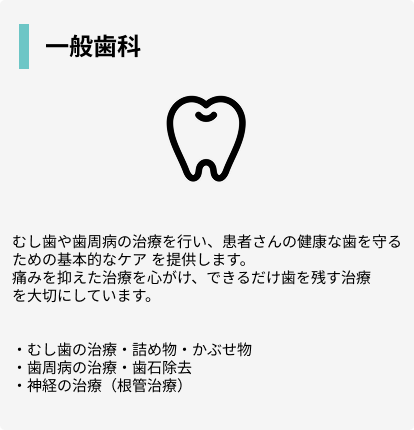 一般歯科
むし歯や歯周病の治療を行い、患者さんの健康な歯を守る
ための基本的なケア を提供します。
痛みを抑えた治療を心がけ、できるだけ歯を残す治療
を大切にしています。
・むし歯の治療・詰め物・かぶせ物
・歯周病の治療・歯石除去
・神経の治療（根管治療）